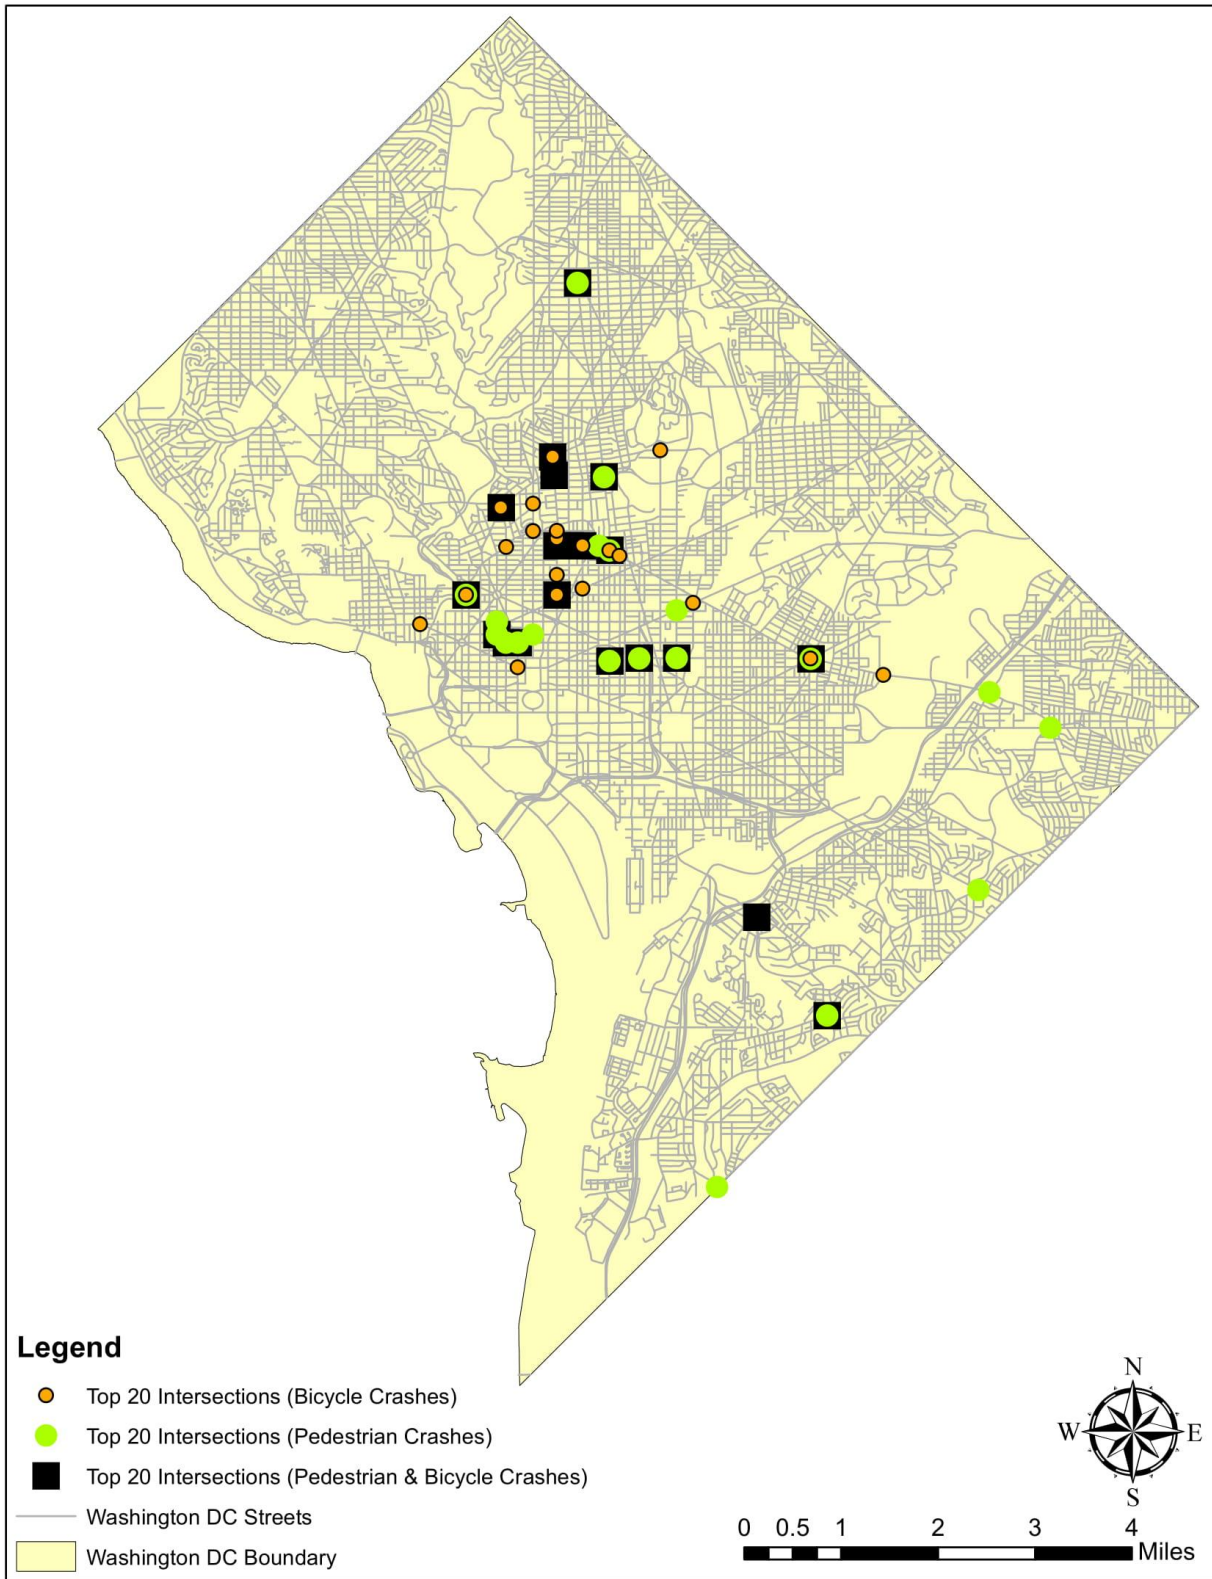 Legend
Top 20 Intersections (Bicycle Crashes)
Top 20 Intersections (Pedestrian Crashes)
Top 20 Intersections (Pedestrian & Bicycle Crashes)
Washington DC Streets
Washington DC Boundary
N
W E
S
0 0.5 1 2 3 4
Miles